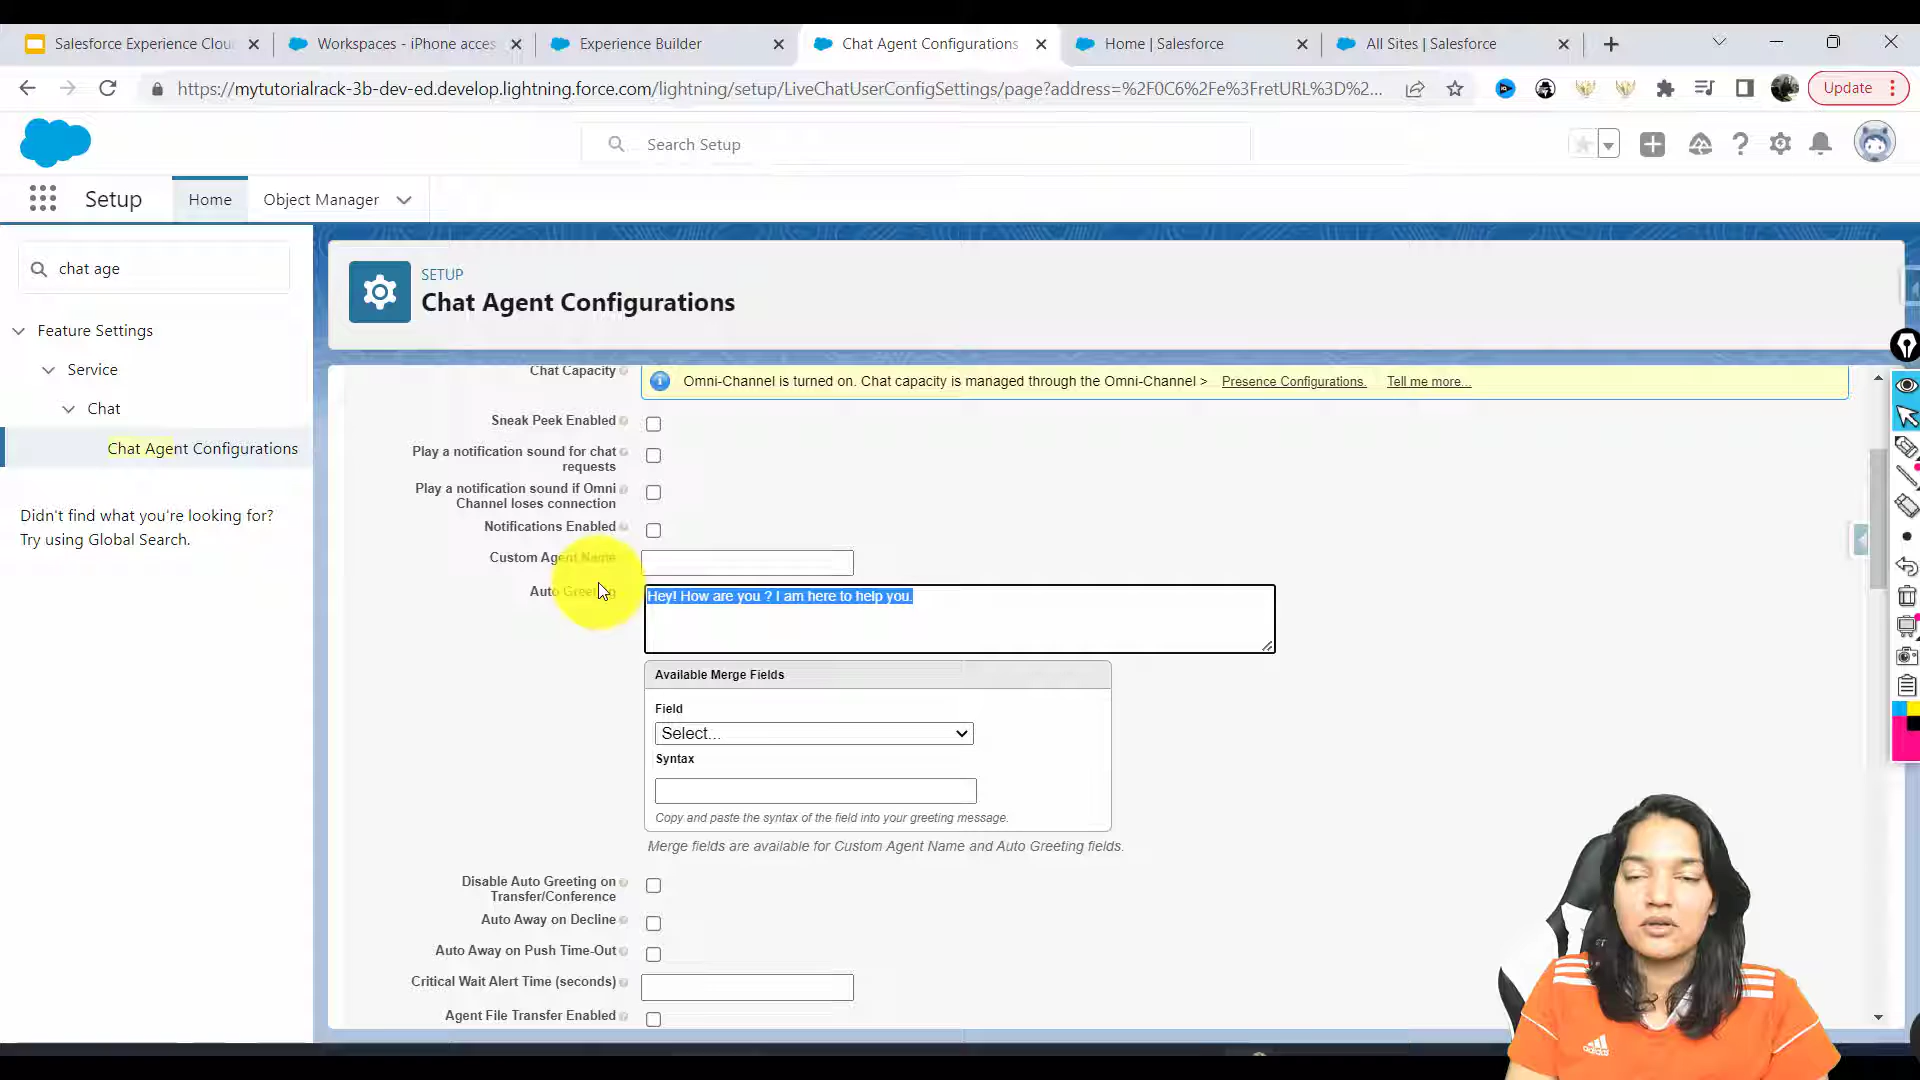 Salesforce Experience Clou
Workspaces - iPhone acces
Experience Builder
Chat Agent Configurations
Home | Salesforce
All Sites | Salesforce
https://mytutorialrack-3b-dev-ed.develop.lightning.force.com/lightning/setup/LiveChatUserConfigSettings/page?address=%2F0C6%2Fe%3FretURL%3D%2...
Update
Search Setup
Setup
Home
Object Manager
chat age
Feature Settings
Service
Chat
Chat Agent Configurations
Didn't find what you're looking for?
Try using Global Search.
SETUP
Chat Agent Configurations
Chat Capacity
Omni-Channel is turned on. Chat capacity is managed through the Omni-Channel > Presence Configurations. Tell me more...
Sneak Peek Enabled
Play a notification sound for chat
requests
Play a notification sound if Omni
Channel loses connection
Notifications Enabled
Custom Agent Name
Auto Greeting
Hey! How are you ? I am here to help you.
Available Merge Fields
Field
Select...
Syntax
Copy and paste the syntax of the field into your greeting message.
Merge fields are available for Custom Agent Name and Auto Greeting fields.
Disable Auto Greeting on
Transfer/Conference
Auto Away on Decline
Auto Away on Push Time-Out
Critical Wait Alert Time (seconds)
Agent File Transfer Enabled
adidas